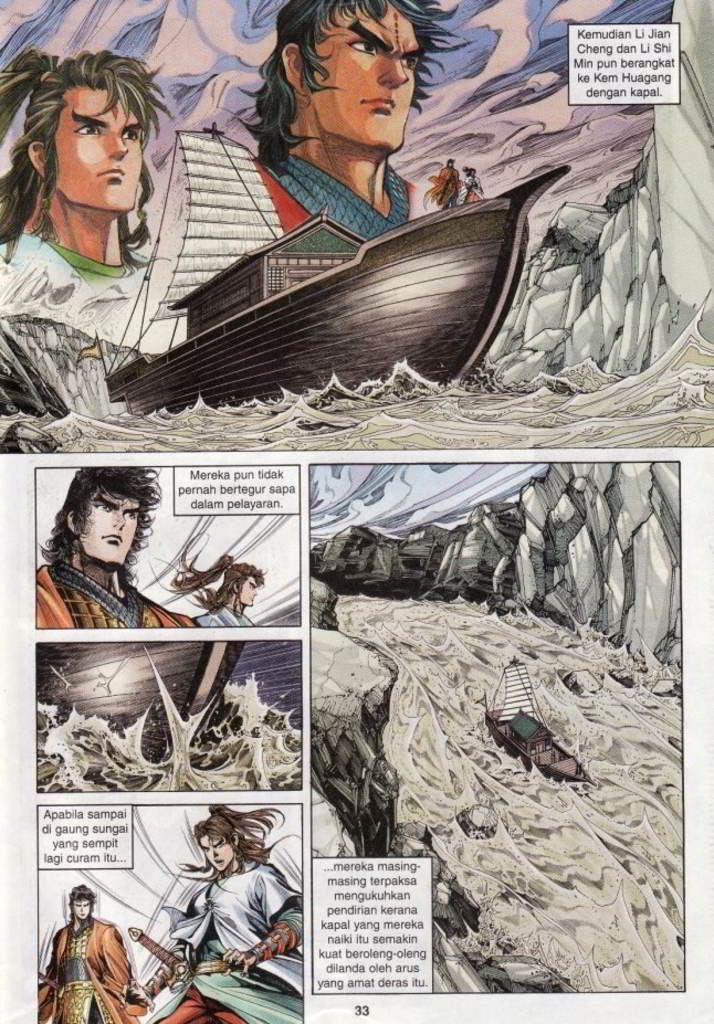 Kemudian Li Jian
Cheng dan Li Shi
Min pun berangkat
ke Kem Huagang
dengan kapal.
Mereka pun tidak
pernah bertegur sapa
dalam pelayaran.
Apabila sampai
di gaung sungai
yang sempit
lagi curam itu...
...mereka masing-
masing terpaksa
mengukuhkan
pendirian kerana
kapal yang mereka
naiki itu semakin
kuat beroleng-oleng
dilanda oleh arus
yang amat deras itu.
33